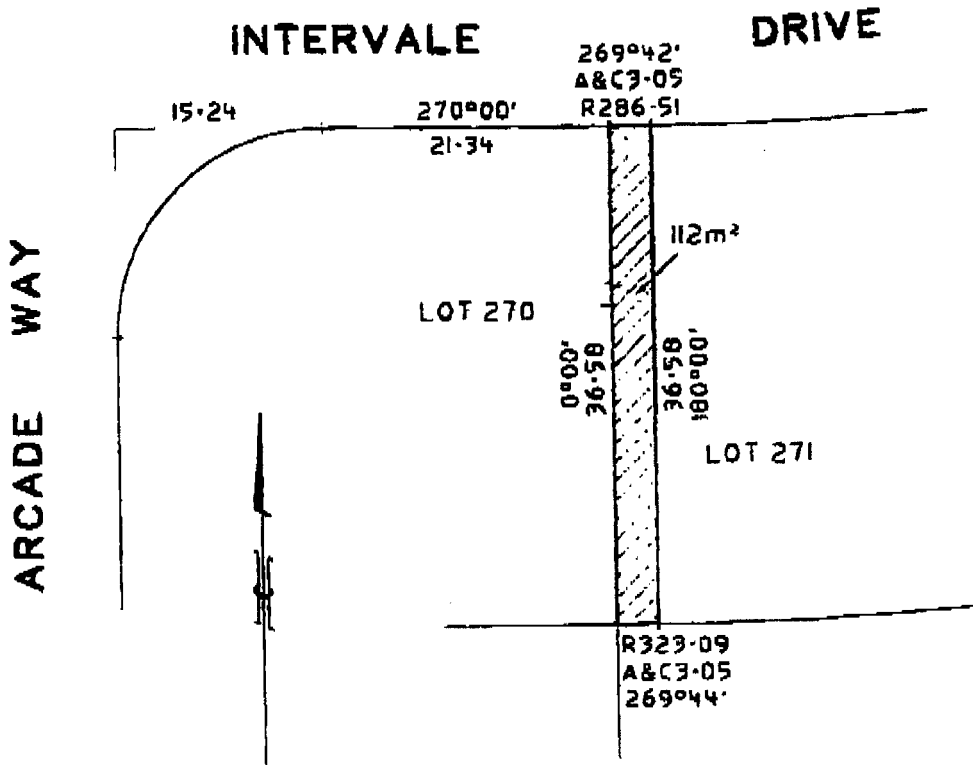 INTERVALE DRIVE
269°42'
A&C3·05
R286·51
15·24
270°00'
21·34
112m²
LOT 270
0°00'
36·58
36·58
180°00'
LOT 271
ARCADE WAY
R323·09
A&C3·05
269°44'